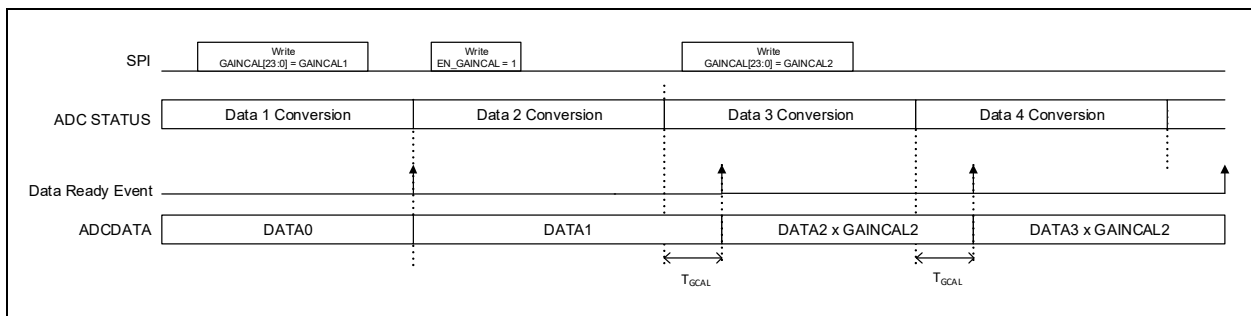 SPI
Write
GAINCAL[23:0] = GAINCAL1
Write
EN_GAINCAL = 1
Write
GAINCAL[23:0] = GAINCAL2
ADC STATUS
Data 1 Conversion
Data 2 Conversion
Data 3 Conversion
Data 4 Conversion
Data Ready Event
ADCDATA
DATA0
DATA1
DATA2 x GAINCAL2
DATA3 x GAINCAL2
TGCAL
TGCAL